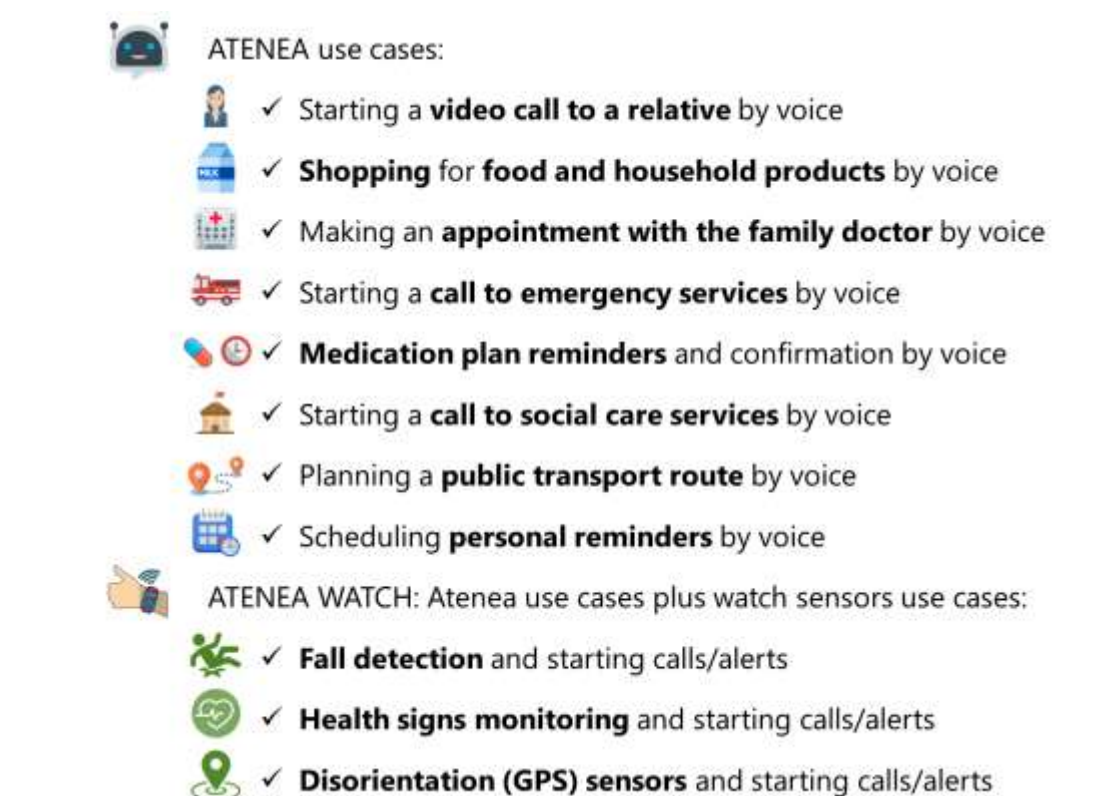 ATENEA use cases:
✓ Starting a video call to a relative by voice
MILK
✓ Shopping for food and household products by voice
✓ Making an appointment with the family doctor by voice
✓ Starting a call to emergency services by voice
✓ Medication plan reminders and confirmation by voice
✓ Starting a call to social care services by voice
✓ Planning a public transport route by voice
✓ Scheduling personal reminders by voice
ATENEA WATCH: Atenea use cases plus watch sensors use cases:
✓ Fall detection and starting calls/alerts
✓ Health signs monitoring and starting calls/alerts
✓ Disorientation (GPS) sensors and starting calls/alerts